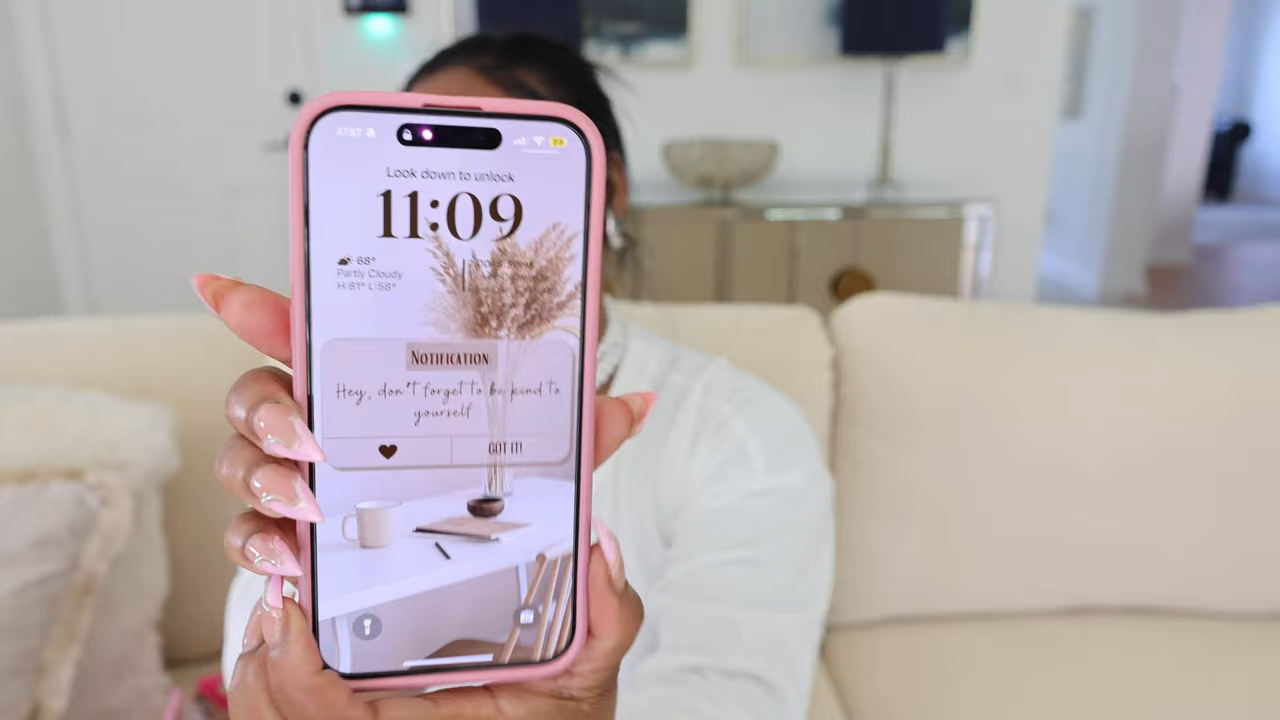 AT&T
88
Look down to unlock
11:09
68°
Partly Cloudy
H:81° L:58°
NOTIFICATION
Hey, don't forget to be kind to
yourself
GOT IT!